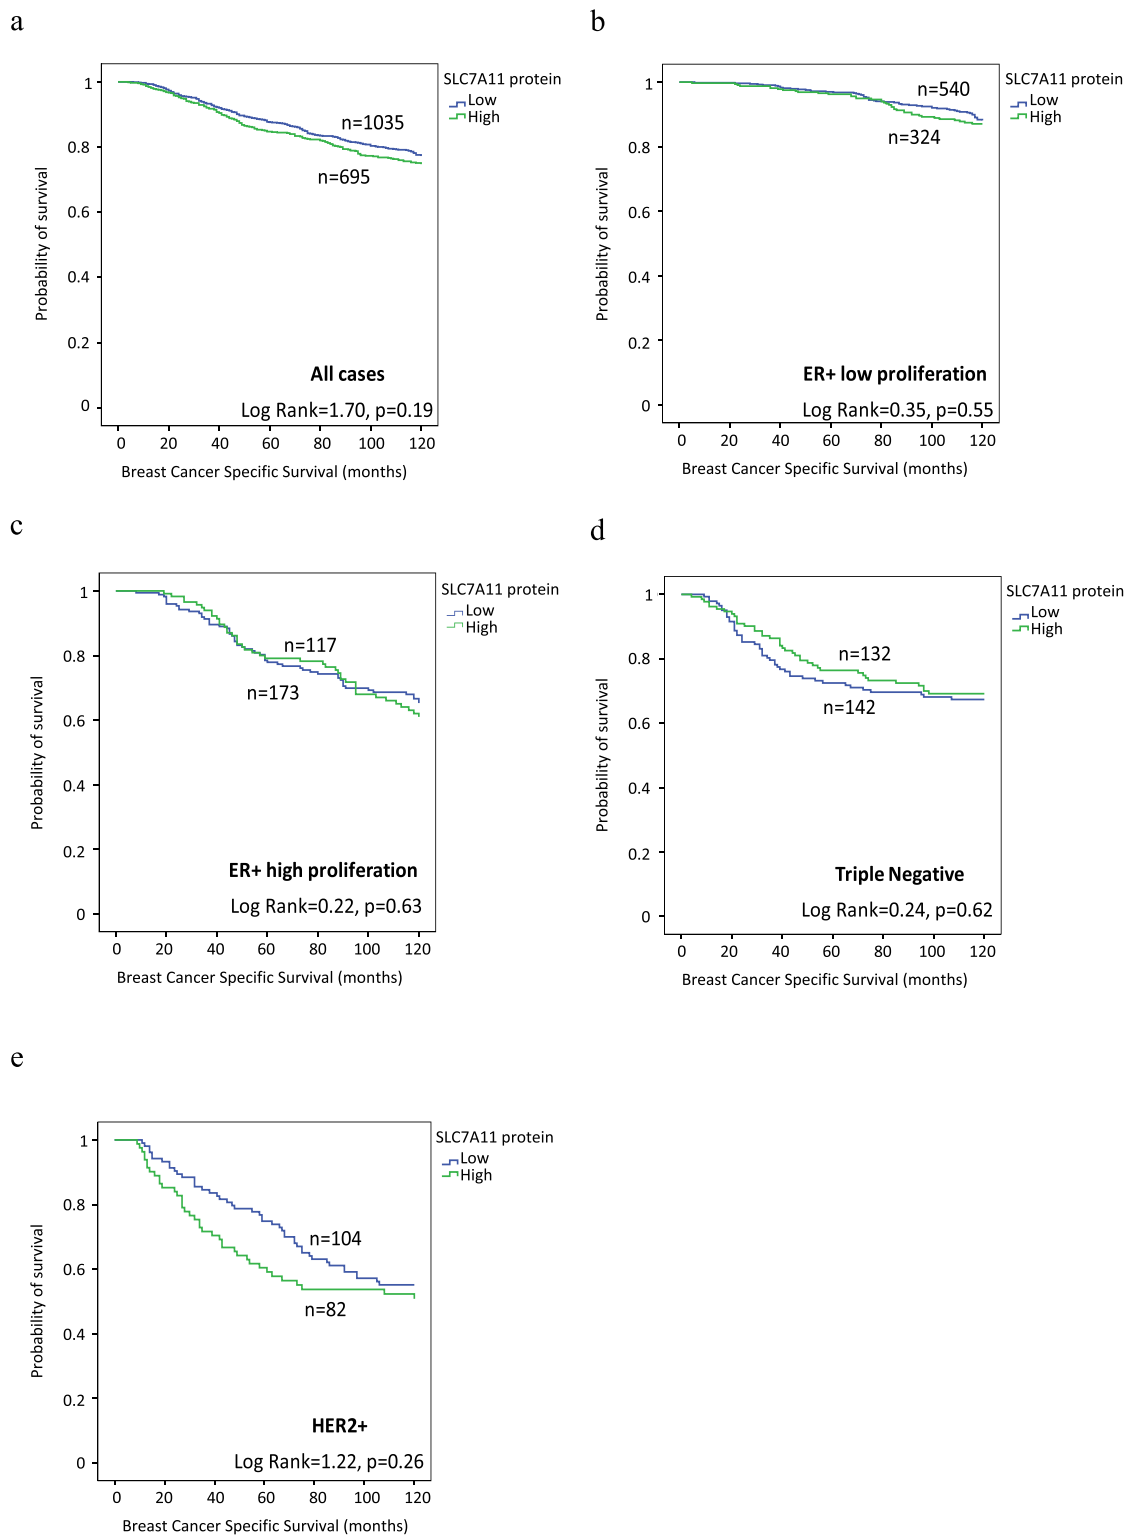 a
SLC7A11 protein
Low
High
1
0.8
0.6
0.4
0.2
0
Probability of survival
n=1035
n=695
All cases
Log Rank=1.70, p=0.19
0 20 40 60 80 100 120
Breast Cancer Specific Survival (months)
b
SLC7A11 protein
Low
High
1
0.8
0.6
0.4
0.2
0
Probability of survival
n=540
n=324
ER+ low proliferation
Log Rank=0.35, p=0.55
0 20 40 60 80 100 120
Breast Cancer Specific Survival (months)
c
SLC7A11 protein
Low
High
1
0.8
0.6
0.4
0.2
0
Probability of survival
n=117
n=173
ER+ high proliferation
Log Rank=0.22, p=0.63
0 20 40 60 80 100 120
Breast Cancer Specific Survival (months)
d
SLC7A11 protein
Low
High
1
0.8
0.6
0.4
0.2
0
Probability of survival
n=132
n=142
Triple Negative
Log Rank=0.24, p=0.62
0 20 40 60 80 100 120
Breast Cancer Specific Survival (months)
e
SLC7A11 protein
Low
High
1
0.8
0.6
0.4
0.2
0
Probability of survival
n=104
n=82
HER2+
Log Rank=1.22, p=0.26
0 20 40 60 80 100 120
Breast Cancer Specific Survival (months)